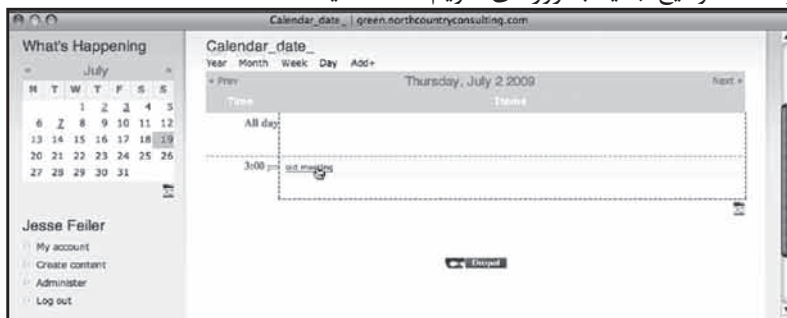 Calendar_date_ | green.northcountryconsulting.com
What's Happening
« July »
M T W T F S S
1 2 3 4 5
6 7 8 9 10 11 12
13 14 15 16 17 18 19
20 21 22 23 24 25 26
27 28 29 30 31
Jesse Feiler
My account
Create content
Administer
Log out
Calendar_date_
Year Month Week Day Add+
« Prev Thursday, July 2 2009 Next »
Time Items
All day
3:00 pm meeting
Drupal